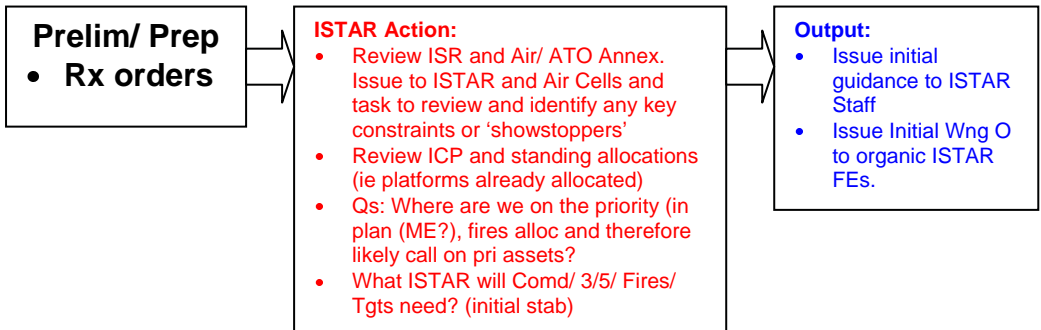 Prelim/ Prep
• Rx orders
ISTAR Action:
• Review ISR and Air/ ATO Annex.
Issue to ISTAR and Air Cells and
task to review and identify any key
constraints or ‘showstoppers’
• Review ICP and standing allocations
(ie platforms already allocated)
• Qs: Where are we on the priority (in
plan (ME?), fires alloc and therefore
likely call on pri assets?
• What ISTAR will Comd/ 3/5/ Fires/
Tgts need? (initial stab)
Output:
• Issue initial
guidance to ISTAR
Staff
• Issue Initial Wng O
to organic ISTAR
FEs.